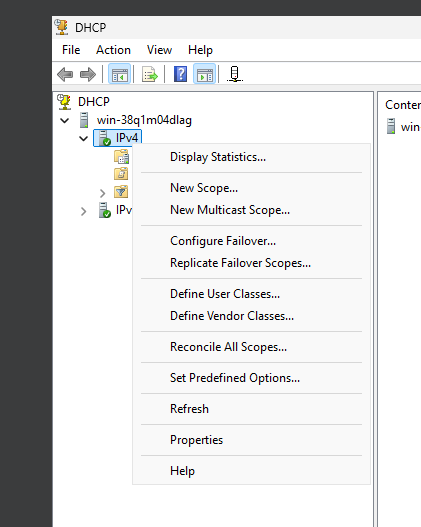 DHCP
File Action View Help
DHCP
win-38q1m04dlag
IPv4
IPv
Display Statistics...
New Scope...
New Multicast Scope...
Configure Failover...
Replicate Failover Scopes...
Define User Classes...
Define Vendor Classes...
Reconcile All Scopes...
Set Predefined Options...
Refresh
Properties
Help
Conten
win